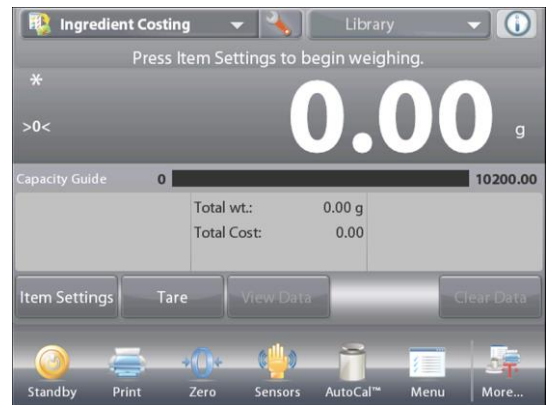 Ingredient Costing Library
Press Item Settings to begin weighing.
*
>0< 0.00 g
Capacity Guide 0 10200.00
Total wt.: 0.00 g
Total Cost: 0.00
Item Settings Tare View Data Clear Data
Standby Print Zero Sensors AutoCal™ Menu More...